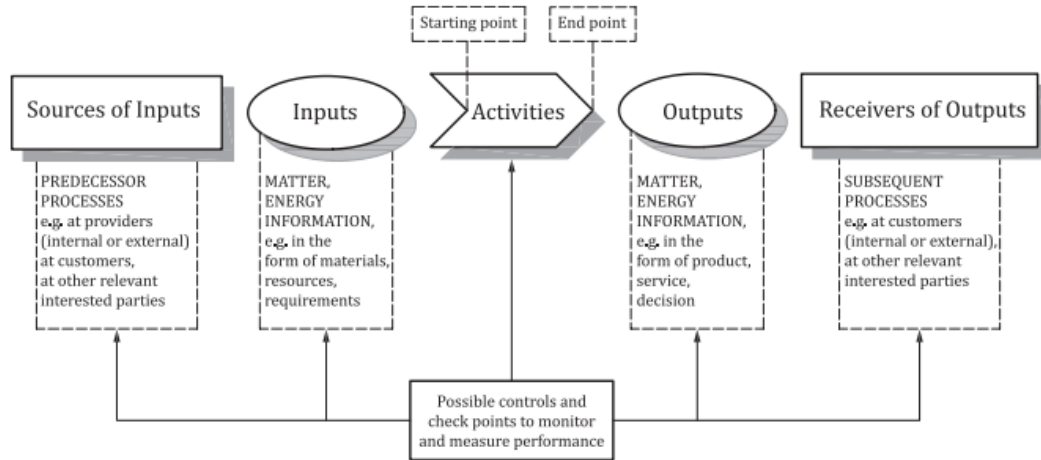 Starting point
End point
Sources of Inputs
Inputs
Activities
Outputs
Receivers of Outputs
PREDECESSOR
PROCESSES
e.g. at providers
(internal or external)
at customers,
at other relevant
interested parties
MATTER,
ENERGY
INFORMATION,
e.g. in the
form of materials,
resources,
requirements
MATTER,
ENERGY
INFORMATION,
e.g. in the
form of product,
service,
decision
SUBSEQUENT
PROCESSES
e.g. at customers
(internal or external),
at other relevant
interested parties
Possible controls and
check points to monitor
and measure performance